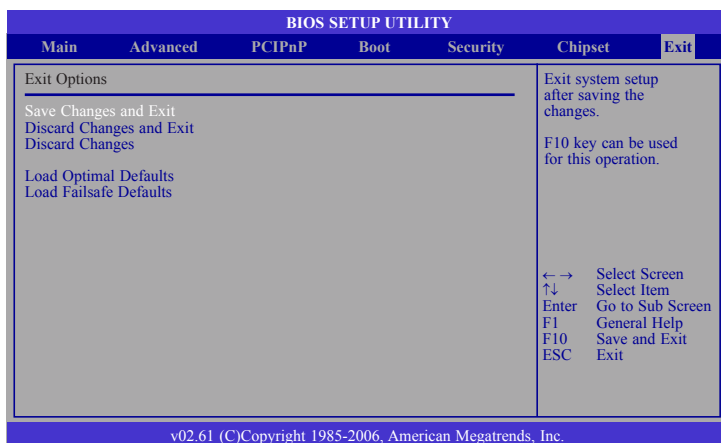 BIOS SETUP UTILITY
Main Advanced PCIPnP Boot Security Chipset Exit
Exit Options
Save Changes and Exit
Discard Changes and Exit
Discard Changes
Load Optimal Defaults
Load Failsafe Defaults
Exit system setup
after saving the
changes.
F10 key can be used
for this operation.
←→ Select Screen
↑↓ Select Item
Enter Go to Sub Screen
F1 General Help
F10 Save and Exit
ESC Exit
v02.61 (C)Copyright 1985-2006, American Megatrends, Inc.